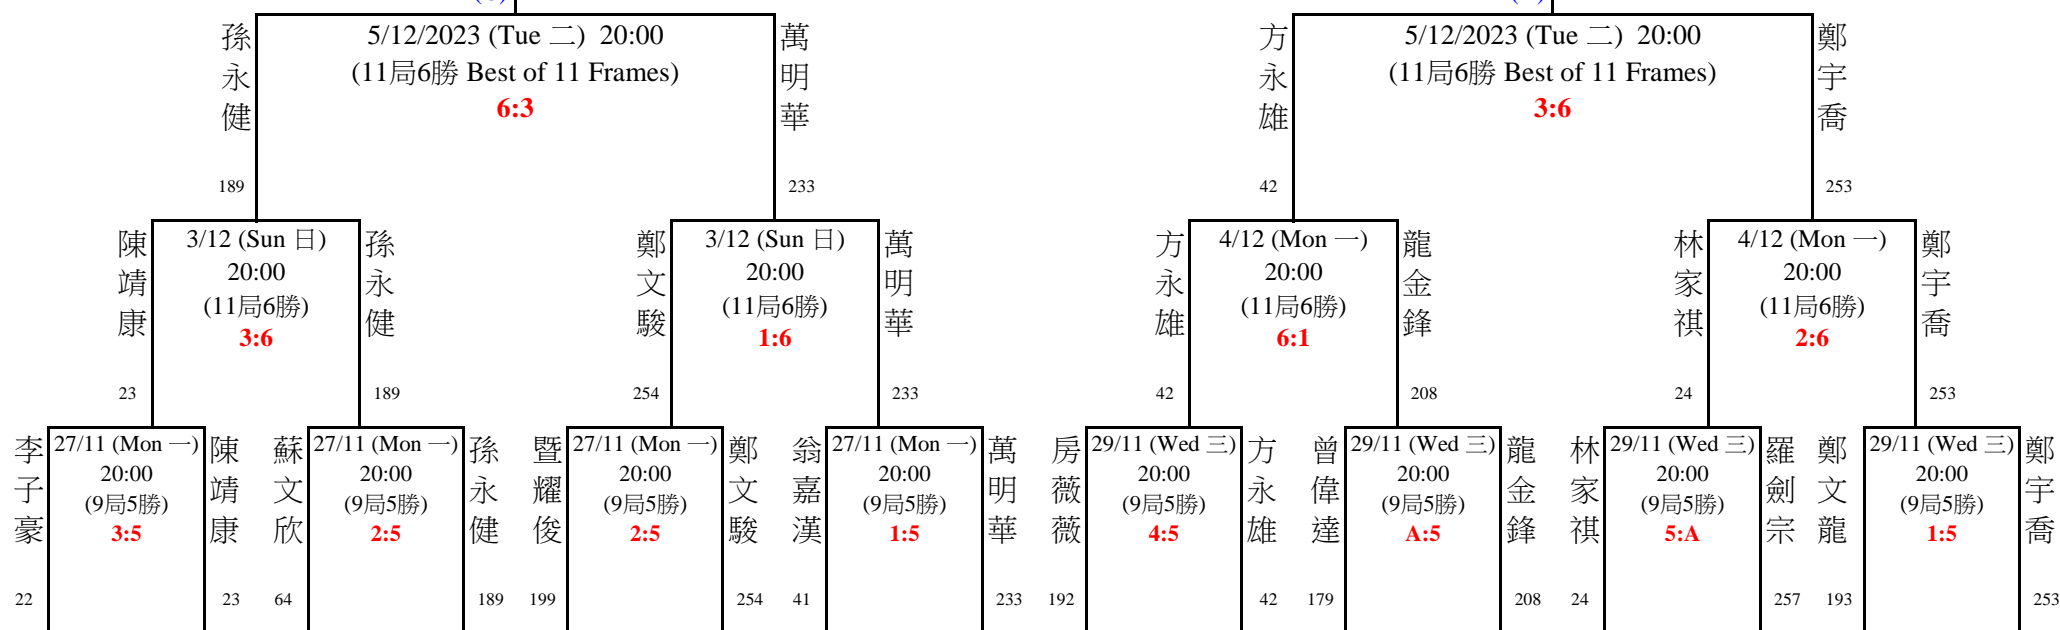 孫永健
5/12/2023 (Tue 二) 20:00
(11局6勝 Best of 11 Frames)
6:3
萬明華
方永雄
5/12/2023 (Tue 二) 20:00
(11局6勝 Best of 11 Frames)
3:6
鄭宇喬
189
233
42
253
陳靖康
3/12 (Sun 日)
20:00
(11局6勝)
3:6
孫永健
鄭文駿
3/12 (Sun 日)
20:00
(11局6勝)
1:6
萬明華
方永雄
4/12 (Mon 一)
20:00
(11局6勝)
6:1
龍金鋒
林家祺
4/12 (Mon 一)
20:00
(11局6勝)
2:6
鄭宇喬
23
189
254
233
42
208
24
253
李子豪
27/11 (Mon 一)
20:00
(9局5勝)
3:5
陳靖康
蘇文欣
27/11 (Mon 一)
20:00
(9局5勝)
2:5
孫永健
暨耀俊
27/11 (Mon 一)
20:00
(9局5勝)
2:5
鄭文駿
翁嘉漢
27/11 (Mon 一)
20:00
(9局5勝)
1:5
萬明華
房薇薇
29/11 (Wed 三)
20:00
(9局5勝)
4:5
方永雄
曾偉達
29/11 (Wed 三)
20:00
(9局5勝)
A:5
龍金鋒
林家祺
29/11 (Wed 三)
20:00
(9局5勝)
5:A
羅劍宗
鄭文龍
29/11 (Wed 三)
20:00
(9局5勝)
1:5
鄭宇喬
22
23
64
189
199
254
41
233
192
42
179
208
24
257
193
253